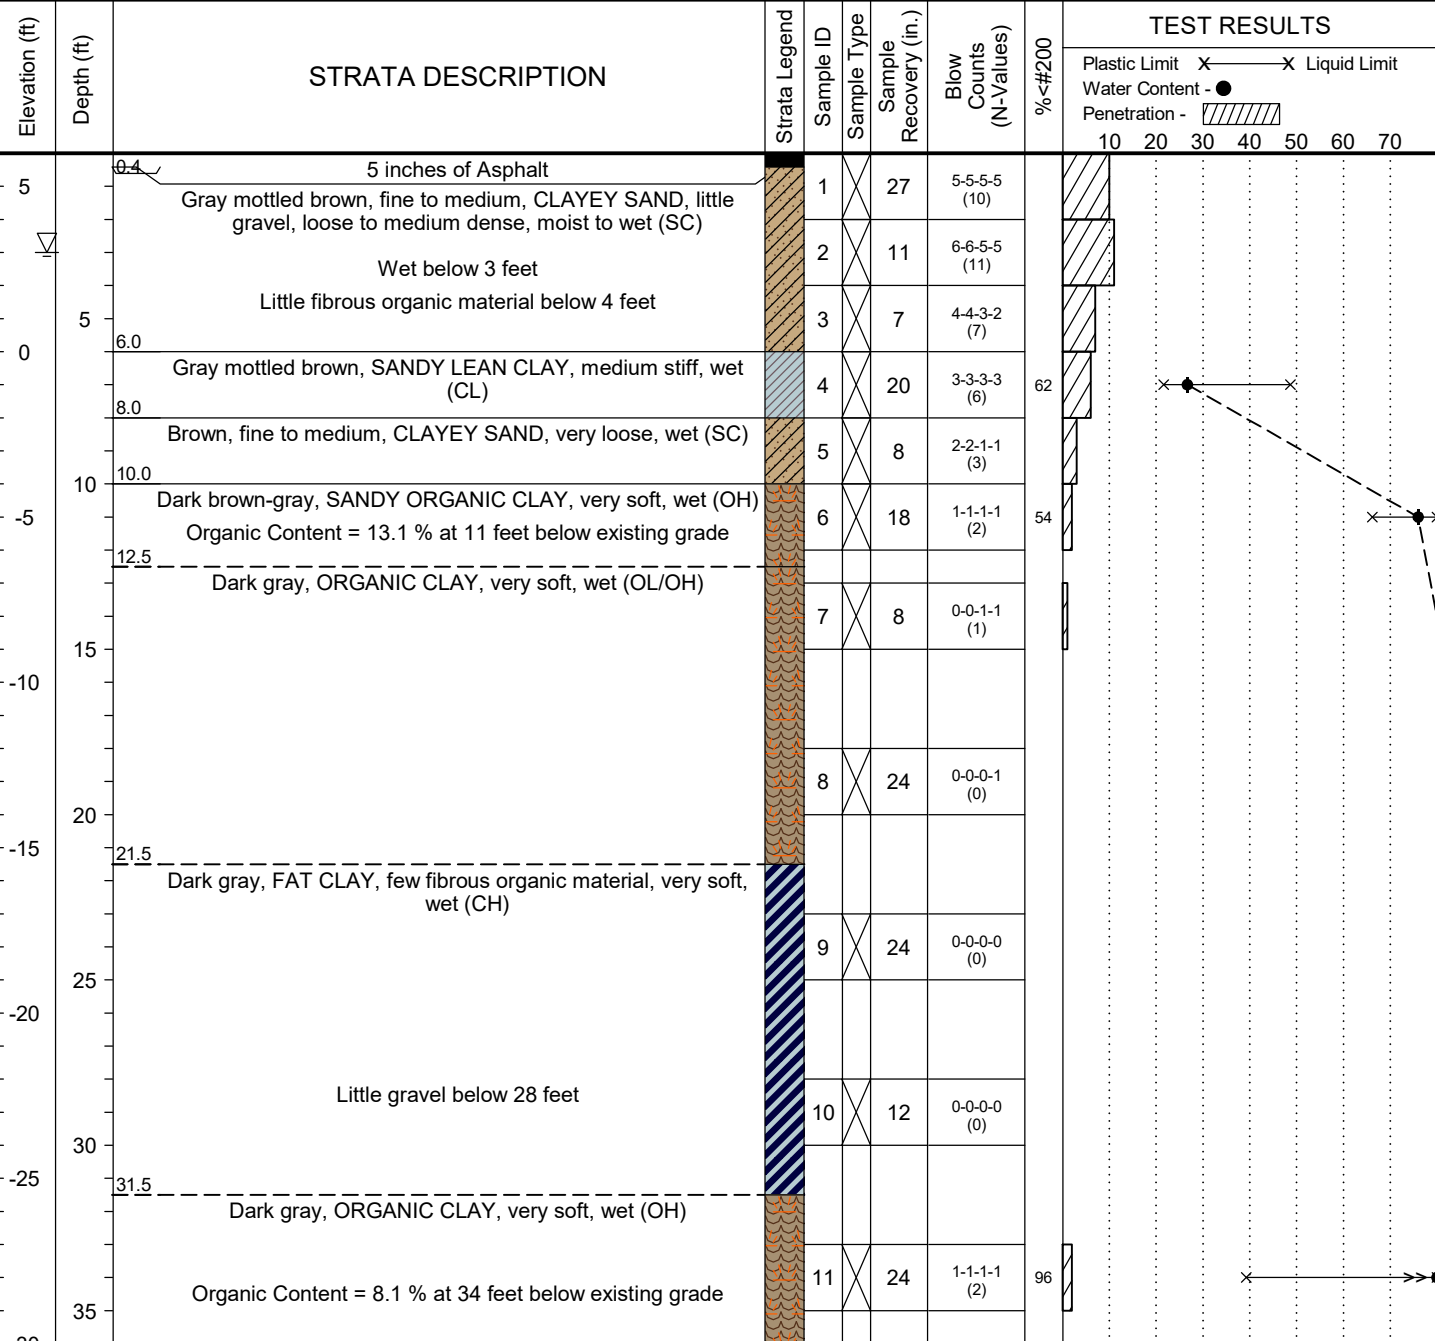 Elevation (ft)
Depth (ft)
STRATA DESCRIPTION
Strata Legend
Sample ID
Sample Type
Sample
Recovery (in.)
Blow
Counts
(N-Values)
%<#200
TEST RESULTS
Plastic Limit X X Liquid Limit
Water Content -
Penetration -
10 20 30 40 50 60 70
0.4
5 inches of Asphalt
5
Gray mottled brown, fine to medium, CLAYEY SAND, little
gravel, loose to medium dense, moist to wet (SC)
1 27 5-5-5-5
(10)
Wet below 3 feet
2 11 6-6-5-5
(11)
Little fibrous organic material below 4 feet
5
3 7 4-4-3-2
(7)
6.0
0
Gray mottled brown, SANDY LEAN CLAY, medium stiff, wet
(CL)
4 20 3-3-3-3
(6)
62
8.0
Brown, fine to medium, CLAYEY SAND, very loose, wet (SC)
5 8 2-2-1-1
(3)
10.0
10
Dark brown-gray, SANDY ORGANIC CLAY, very soft, wet (OH)
-5
6 18 1-1-1-1
(2)
54
Organic Content = 13.1 % at 11 feet below existing grade
12.5
Dark gray, ORGANIC CLAY, very soft, wet (OL/OH)
7 8 0-0-1-1
(1)
15
-10
8 24 0-0-0-1
(0)
20
-15
21.5
Dark gray, FAT CLAY, few fibrous organic material, very soft,
wet (CH)
9 24 0-0-0-0
(0)
25
-20
Little gravel below 28 feet
10 12 0-0-0-0
(0)
30
-25
31.5
Dark gray, ORGANIC CLAY, very soft, wet (OH)
11 24 1-1-1-1
(2)
96
Organic Content = 8.1 % at 34 feet below existing grade
35